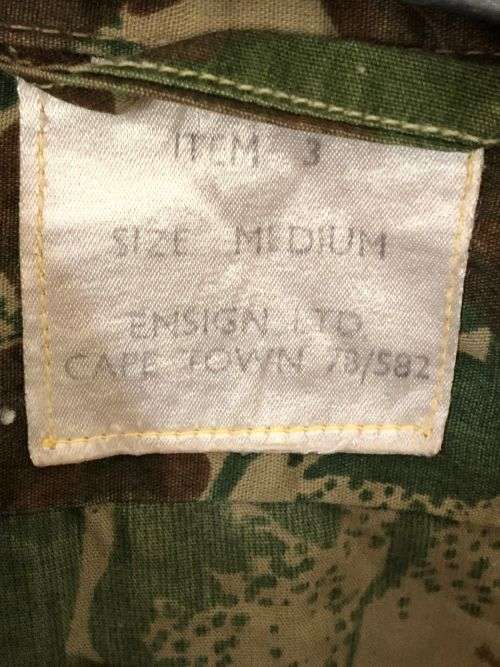 ITEM 3
SIZE MEDIUM
ENSIGN LTD
CAPE TOWN 78/582